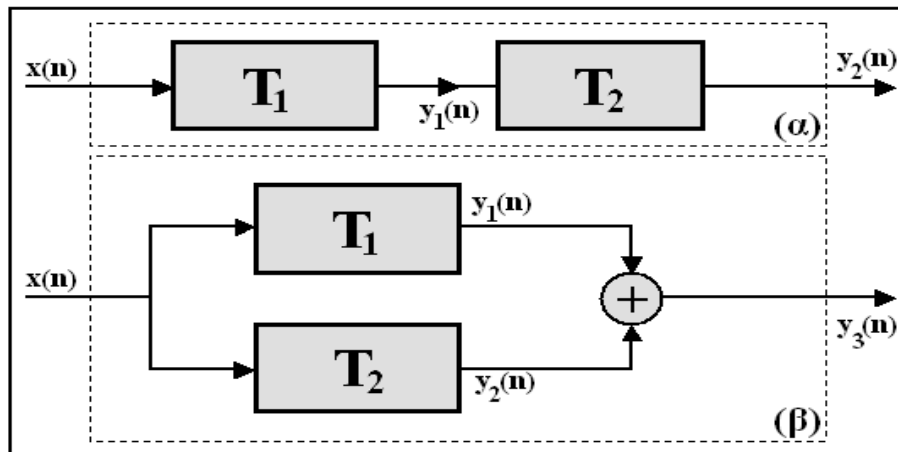 x(n)
T₁
y₁(n)
T₂
y₂(n)
(α)
x(n)
T₁
y₁(n)
+
y₃(n)
T₂
y₂(n)
(β)